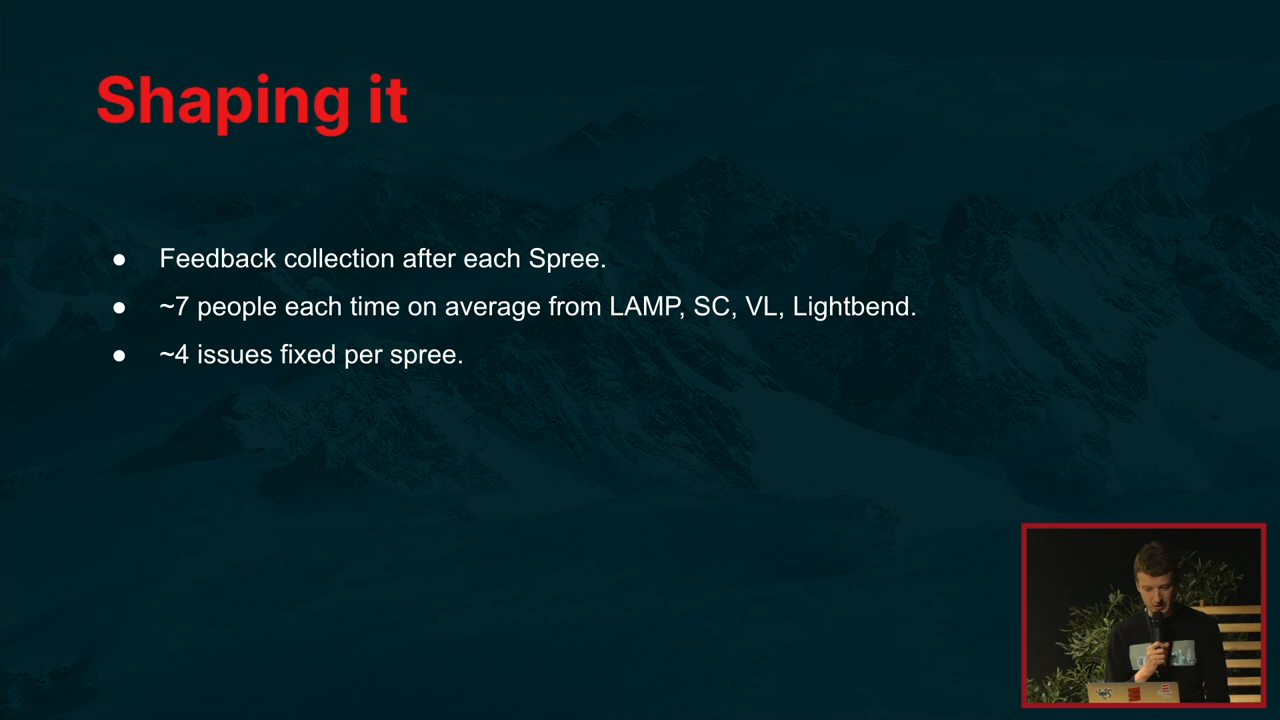 Shaping it
● Feedback collection after each Spree.
● ~7 people each time on average from LAMP, SC, VL, Lightbend.
● ~4 issues fixed per spree.